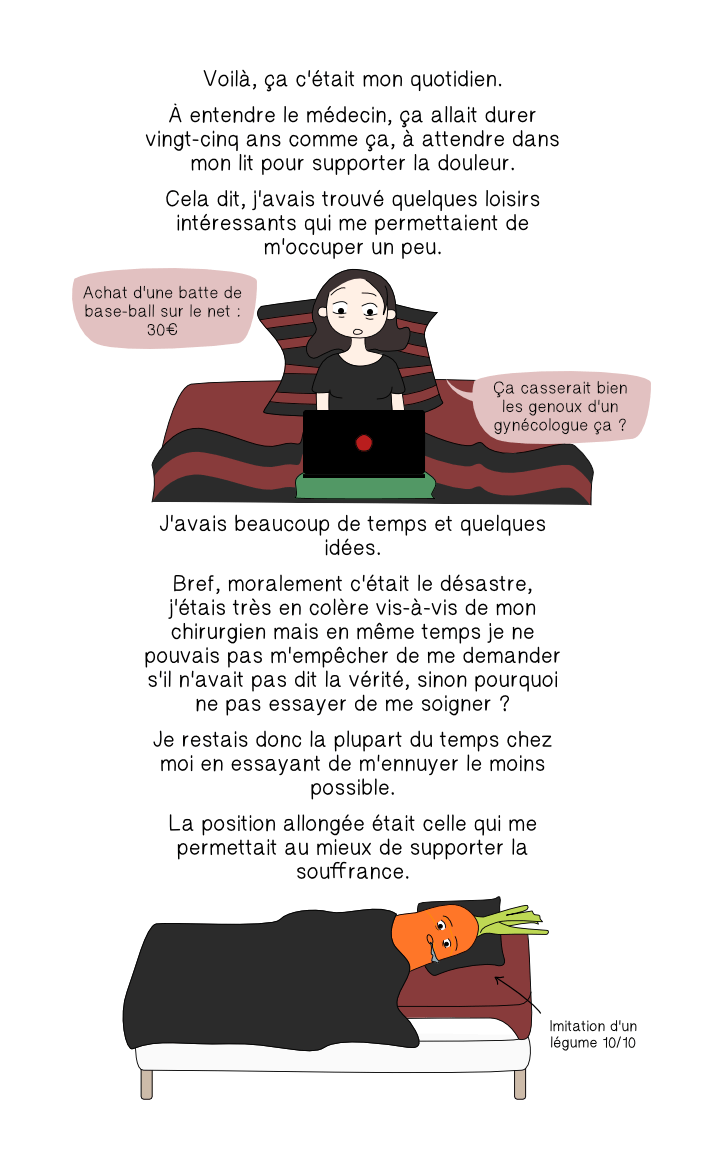 Voilà, ça c'était mon quotidien.
À entendre le médecin, ça allait durer
vingt-cinq ans comme ça, à attendre dans
mon lit pour supporter la douleur.
Cela dit, j'avais trouvé quelques loisirs
intéressants qui me permettaient de
m'occuper un peu.
Achat d'une batte de
base-ball sur le net :
30€
Ça casserait bien
les genoux d'un
gynécologue ça ?
J'avais beaucoup de temps et quelques
idées.
Bref, moralement c'était le désastre,
j'étais très en colère vis-à-vis de mon
chirurgien mais en même temps je ne
pouvais pas m'empêcher de me demander
s'il n'avait pas dit la vérité, sinon pourquoi
ne pas essayer de me soigner ?
Je restais donc la plupart du temps chez
moi en essayant de m'ennuyer le moins
possible.
La position allongée était celle qui me
permettait au mieux de supporter la
souffrance.
Imitation d'un
légume 10/10